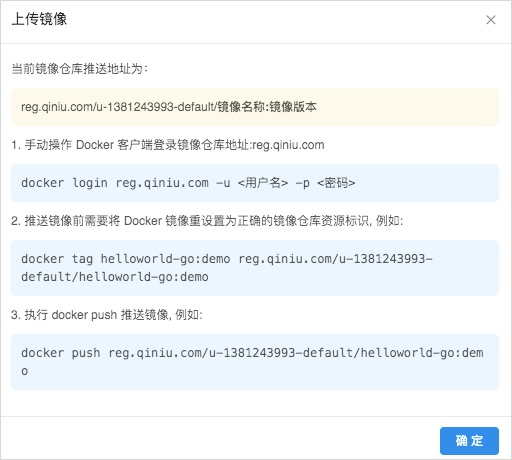 上传镜像
当前镜像仓库推送地址为：
reg.qiniu.com/u-1381243993-default/镜像名称:镜像版本
1. 手动操作 Docker 客户端登录镜像仓库地址:reg.qiniu.com
docker login reg.qiniu.com -u <用户名> -p <密码>
2. 推送镜像前需要将 Docker 镜像重设置为正确的镜像仓库资源标识, 例如:
docker tag helloworld-go:demo reg.qiniu.com/u-1381243993-
default/helloworld-go:demo
3. 执行 docker push 推送镜像, 例如:
docker push reg.qiniu.com/u-1381243993-default/helloworld-go:dem
o
确 定